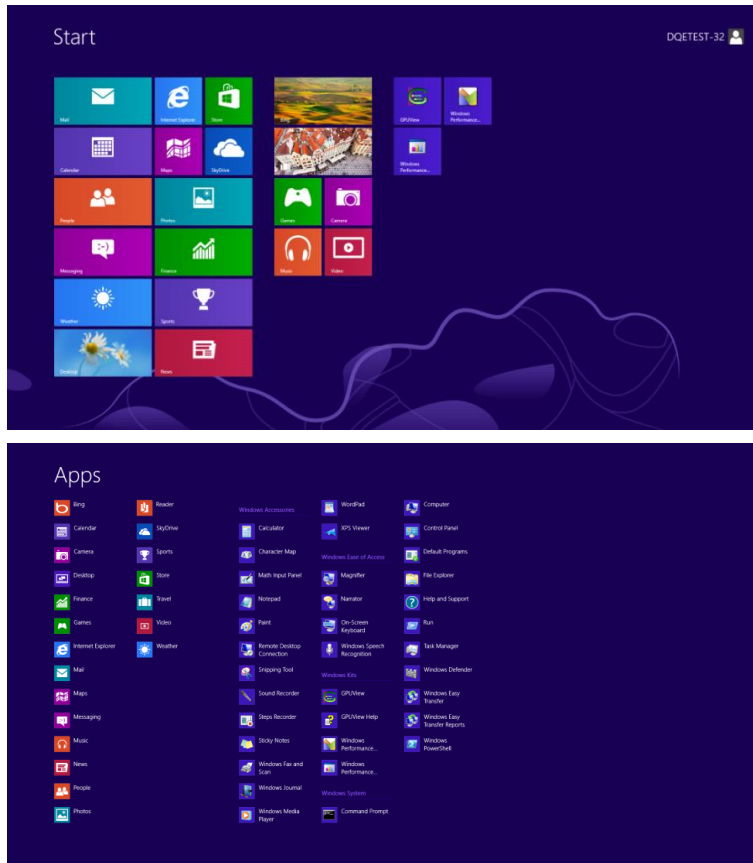 Start
DQETEST-32
Mail
Internet Explorer
Store
Bing
GPUView
Windows
Performance...
Calendar
Maps
SkyDrive
Windows
Performance...
People
Photos
Games
Camera
Messaging
Finance
Music
Video
Weather
Sports
Desktop
News
Apps
Bing
Calendar
Camera
Desktop
Finance
Games
Internet Explorer
Mail
Maps
Messaging
Music
News
People
Photos
Reader
SkyDrive
Sports
Store
Travel
Video
Weather
Windows Accessories
Calculator
Character Map
Math Input Panel
Notepad
Paint
Remote Desktop
Connection
Snipping Tool
Sound Recorder
Steps Recorder
Sticky Notes
Windows Fax and
Scan
Windows Journal
Windows Media
Player
WordPad
XPS Viewer
Windows Ease of Access
Magnifier
Narrator
On-Screen
Keyboard
Windows Speech
Recognition
Windows Kits
GPUView
GPUView Help
Windows
Performance...
Windows
Performance...
Windows System
Command Prompt
Computer
Control Panel
Default Programs
File Explorer
Help and Support
Run
Task Manager
Windows Defender
Windows Easy
Transfer
Windows Easy
Transfer Reports
Windows
PowerShell